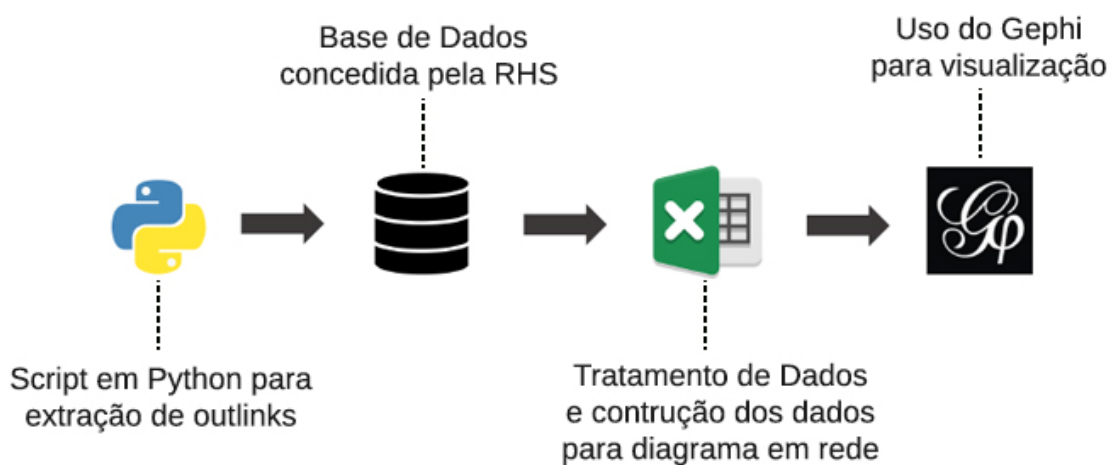 Base de Dados
concedida pela RHS
Uso do Gephi
para visualização
Script em Python para
extração de outlinks
Tratamento de Dados
e contrução dos dados
para diagrama em rede